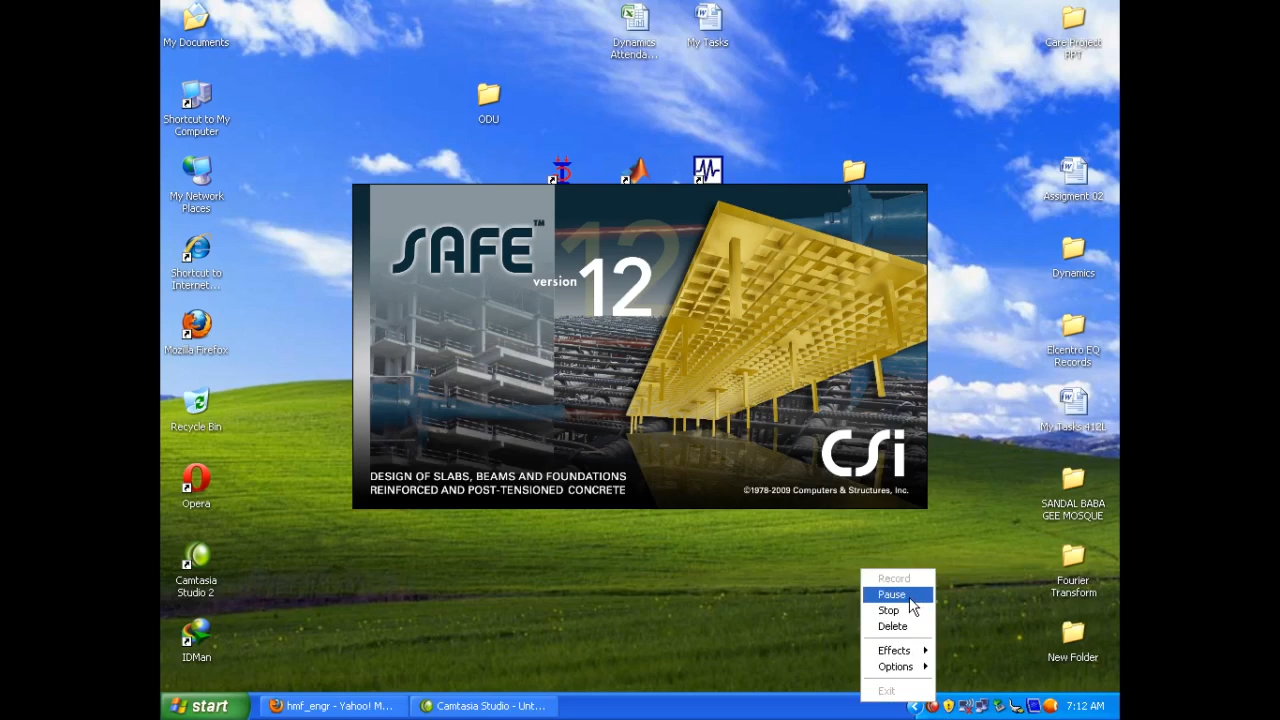 My Documents
Dynamics
Attenda...
My Tasks
Care Project
PPT
Shortcut to My
Computer
ODU
My Network
Places
Assigment 02
Shortcut to
Internet...
Dynamics
Mozilla Firefox
Elcentro EQ
Records
Recycle Bin
My Tasks 412L
Opera
SANDAL BABA
GEE MOSQUE
Camtasia
Studio 2
Fourier
Transform
IDMan
New Folder
SAFE™
version 12
12
DESIGN OF SLABS, BEAMS AND FOUNDATIONS
REINFORCED AND POST-TENSIONED CONCRETE
CSi
©1978-2009 Computers & Structures, Inc.
Record
Pause
Stop
Delete
Effects
Options
Exit
start
hmf_engr - Yahoo! M...
Camtasia Studio - Unt...
7:12 AM